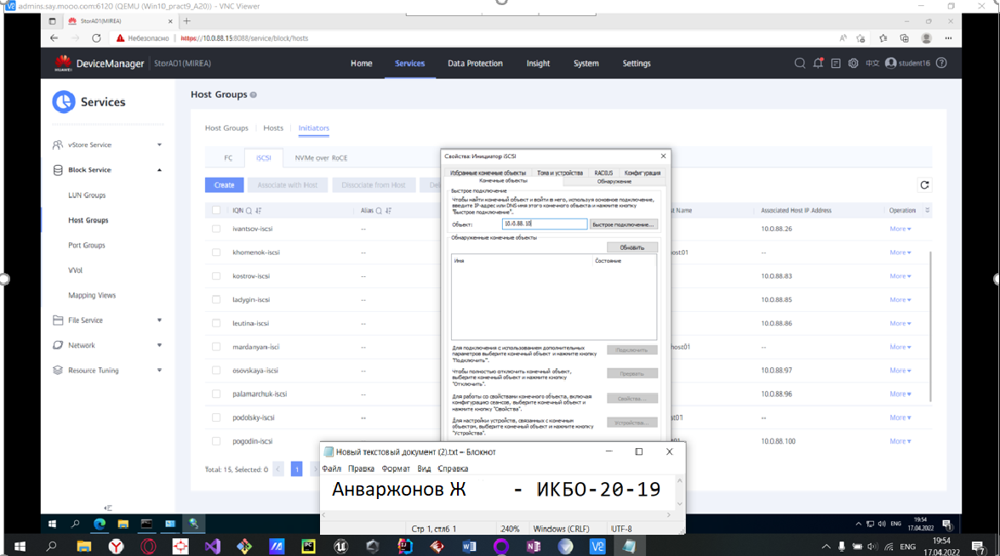 admins.say.mooo.com:6120 (QEMU (Win10_pract9_A20)) - VNC Viewer
StorA01(MIREA)
Небезопасно https://10.0.88.15:8088/service/block/hosts
HUAWEI DeviceManager StorA01(MIREA) Home Services Data Protection Insight System Settings 中文 student16
Services
vStore Service
Block Service
LUN Groups
Host Groups
Port Groups
VVol
Mapping Views
File Service
Network
Resource Tuning
Host Groups
Host Groups Hosts Initiators
FC iSCSI NVMe over RoCE
Create Associate with Host Disassociate from Host Del
IQN Alias st Name Associated Host IP Address Operation
ivantsov-iscsi -- 10.0.88.26 More
khomenok-iscsi -- ost01 -- More
kostrov-iscsi -- 10.0.88.83 More
ladygin-iscsi -- 10.0.88.85 More
leutina-iscsi -- 10.0.88.86 More
mardanyan-iscii -- host01 -- More
osovskaya-iscsi -- 10.0.88.97 More
palamarchuk-iscsi -- 10.0.88.96 More
podolsky-iscsi -- st01 -- More
pogodin-iscsi 10.0.88.100 More
Total: 15, Selected: 0 1
Свойства: Инициатор iSCSI
Избранные конечные объекты Тома и устройства RADIUS Конфигурация
Конечные объекты Обнаружение
Быстрое подключение
Чтобы найти конечный объект и войти в него, используя основное подключение,
введите IP-адрес или DNS-имя этого конечного объекта и нажмите кнопку
"Быстрое подключение".
Объект: 10.0.88.10 Быстрое подключение...
Обнаруженные конечные объекты
Обновить
Имя Состояние
Для подключения с использованием дополнительных
параметров выберите конечный объект и нажмите кнопку
"Подключить".
Подключить
Чтобы полностью отключить конечный объект,
выберите конечный объект и нажмите кнопку
"Отключить".
Прервать
Для работы со свойствами конечного объекта, включая
конфигурацию сеансов, выберите конечный объект и
нажмите кнопку "Свойства".
Свойства...
Для настройки устройств, связанных с конечным
объектом, выберите конечный объект и нажмите кнопку
"Устройства".
Устройства...
Новый текстовый документ (2).txt – Блокнот
Файл Правка Формат Вид Справка
Анваржонов Ж - ИКБО-20-19
Стр 1, стлб 1 240% Windows (CRLF) UTF-8
ENG 19:54
17.04.2022
ENG 19:54
17.04.2022